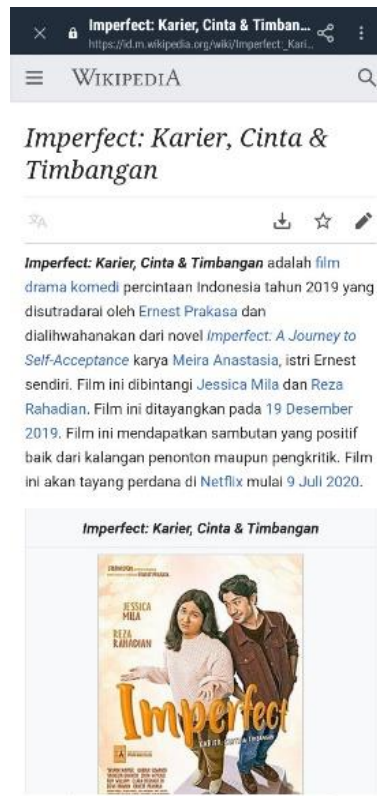 Imperfect: Karier, Cinta & Timban...
https://id.m.wikipedia.org/wiki/Imperfect:_Kari...
WIKIPEDIA
Imperfect: Karier, Cinta &
Timbangan
Imperfect: Karier, Cinta & Timbangan adalah film
drama komedi percintaan Indonesia tahun 2019 yang
disutradarai oleh Ernest Prakasa dan
dialihwahanakan dari novel Imperfect: A Journey to
Self-Acceptance karya Meira Anastasia, istri Ernest
sendiri. Film ini dibintangi Jessica Mila dan Reza
Rahadian. Film ini ditayangkan pada 19 Desember
2019. Film ini mendapatkan sambutan yang positif
baik dari kalangan penonton maupun pengkritik. Film
ini akan tayang perdana di Netflix mulai 9 Juli 2020.
Imperfect: Karier, Cinta & Timbangan
JESSICA
MILA
REZA
RAHADIAN
Imperfect
KARIER, CINTA & TIMBANGAN